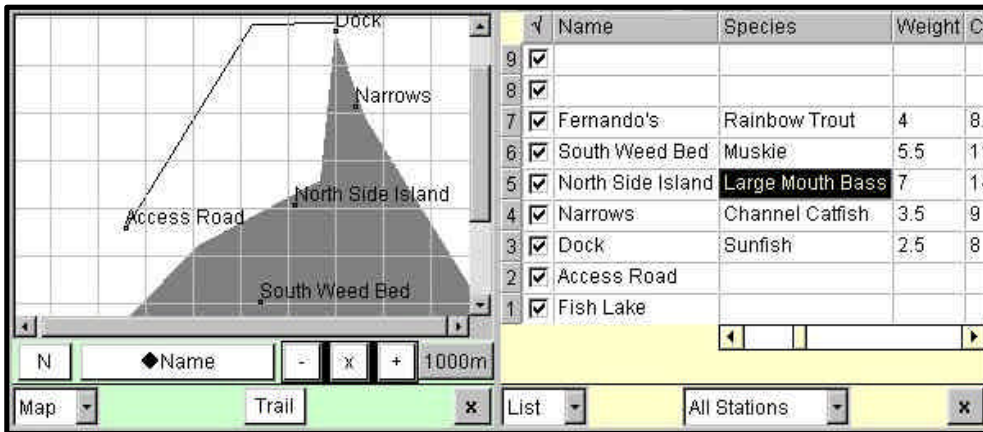 Dock
Narrows
North Side Island
Access Road
South Weed Bed
N ◆Name - x + 1000m
Map Trail x
√ Name Species Weight C
9
8
7 Fernando's Rainbow Trout 4 8.
6 South Weed Bed Muskie 5.5 1
5 North Side Island Large Mouth Bass 7 1
4 Narrows Channel Catfish 3.5 9
3 Dock Sunfish 2.5 8
2 Access Road
1 Fish Lake
List All Stations x